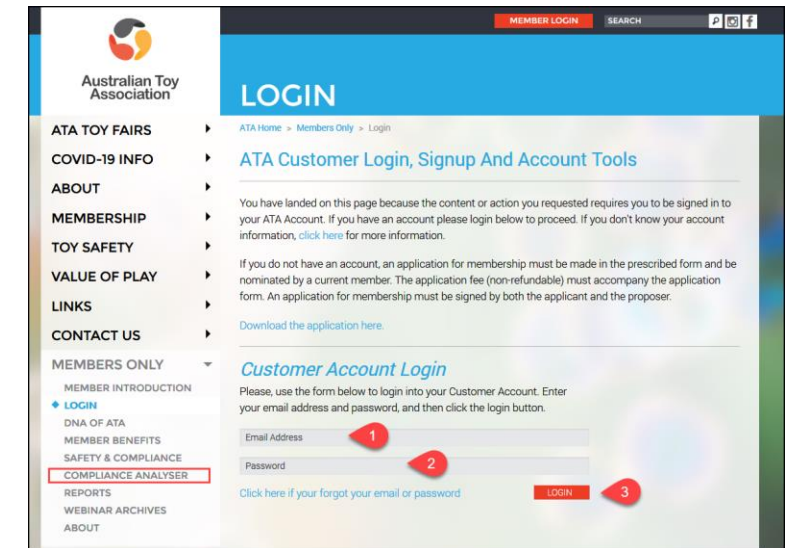 MEMBER LOGIN
SEARCH
Australian Toy
Association
LOGIN
ATA TOY FAIRS
COVID-19 INFO
ABOUT
MEMBERSHIP
TOY SAFETY
VALUE OF PLAY
LINKS
CONTACT US
MEMBERS ONLY
MEMBER INTRODUCTION
LOGIN
DNA OF ATA
MEMBER BENEFITS
SAFETY & COMPLIANCE
COMPLIANCE ANALYSER
REPORTS
WEBINAR ARCHIVES
ABOUT
ATA Home > Members Only > Login
ATA Customer Login, Signup And Account Tools
You have landed on this page because the content or action you requested requires you to be signed in to
your ATA Account. If you have an account please login below to proceed. If you don't know your account
information, click here for more information.
If you do not have an account, an application for membership must be made in the prescribed form and be
nominated by a current member. The application fee (non-refundable) must accompany the application
form. An application for membership must be signed by both the applicant and the proposer.
Download the application here.
Customer Account Login
Please, use the form below to login into your Customer Account. Enter
your email address and password, and then click the login button.
Email Address
1
Password
2
Click here if your forgot your email or password
LOGIN
3